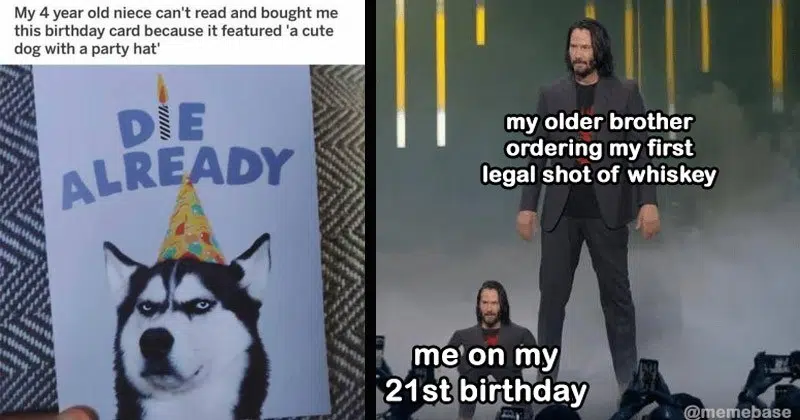 My 4 year old niece can't read and bought me
this birthday card because it featured 'a cute
dog with a party hat'
DIE
ALREADY
my older brother
ordering my first
legal shot of whiskey
me on my
21st birthday
@memebase